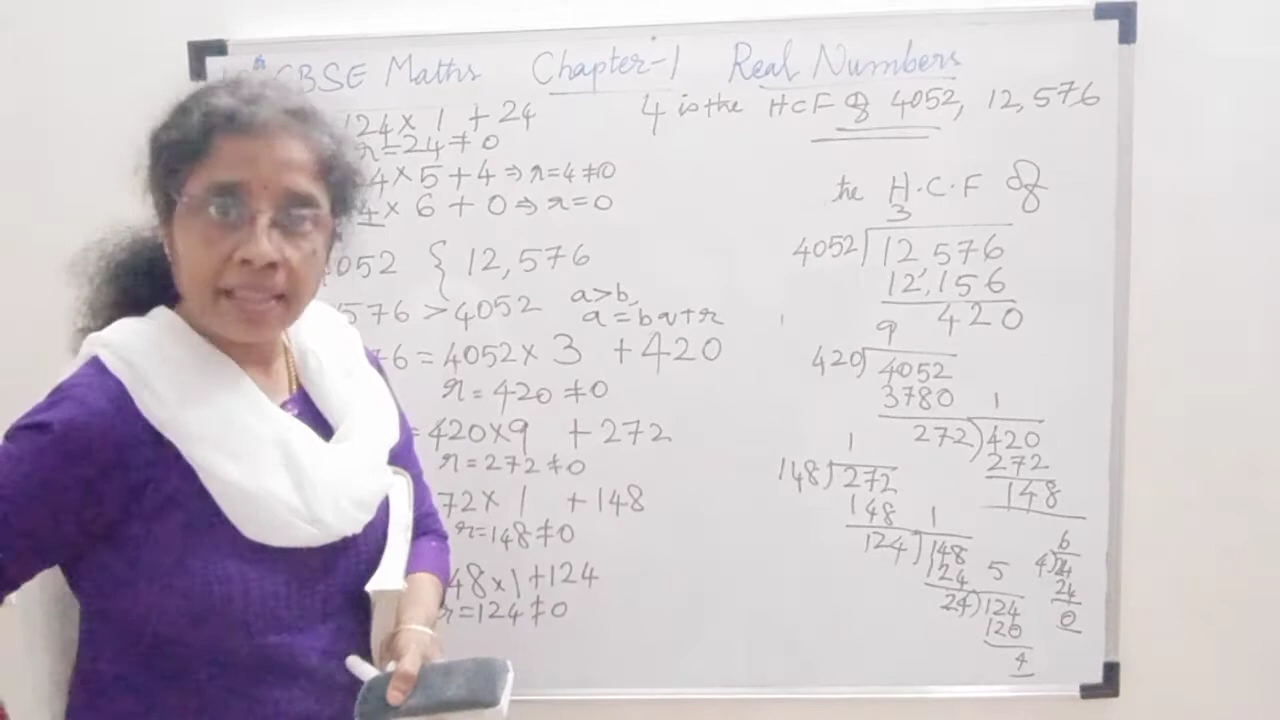 th CBSE Maths Chapter-1 Real Numbers
124 × 1 + 24
r = 24 ≠ 0
4 is the HCF of 4052, 12,576
4 × 5 + 4 ⇒ r = 4 ≠ 0
4 × 6 + 0 ⇒ r = 0
4052 { 12,576
576 > 4052
a > b,
a = bq + r
76 = 4052 × 3 + 420
r = 420 ≠ 0
= 420 × 9 + 272
r = 272 ≠ 0
72 × 1 + 148
r = 148 ≠ 0
48 × 1 + 124
r = 124 ≠ 0
the H.C.F of
3
4052) 12 576
12,156
420
9
420) 4052
3780 1
272) 420
272
148
1
148) 272
148 1
124) 148
24 5
24) 124
120
4
6
4) 24
24
0